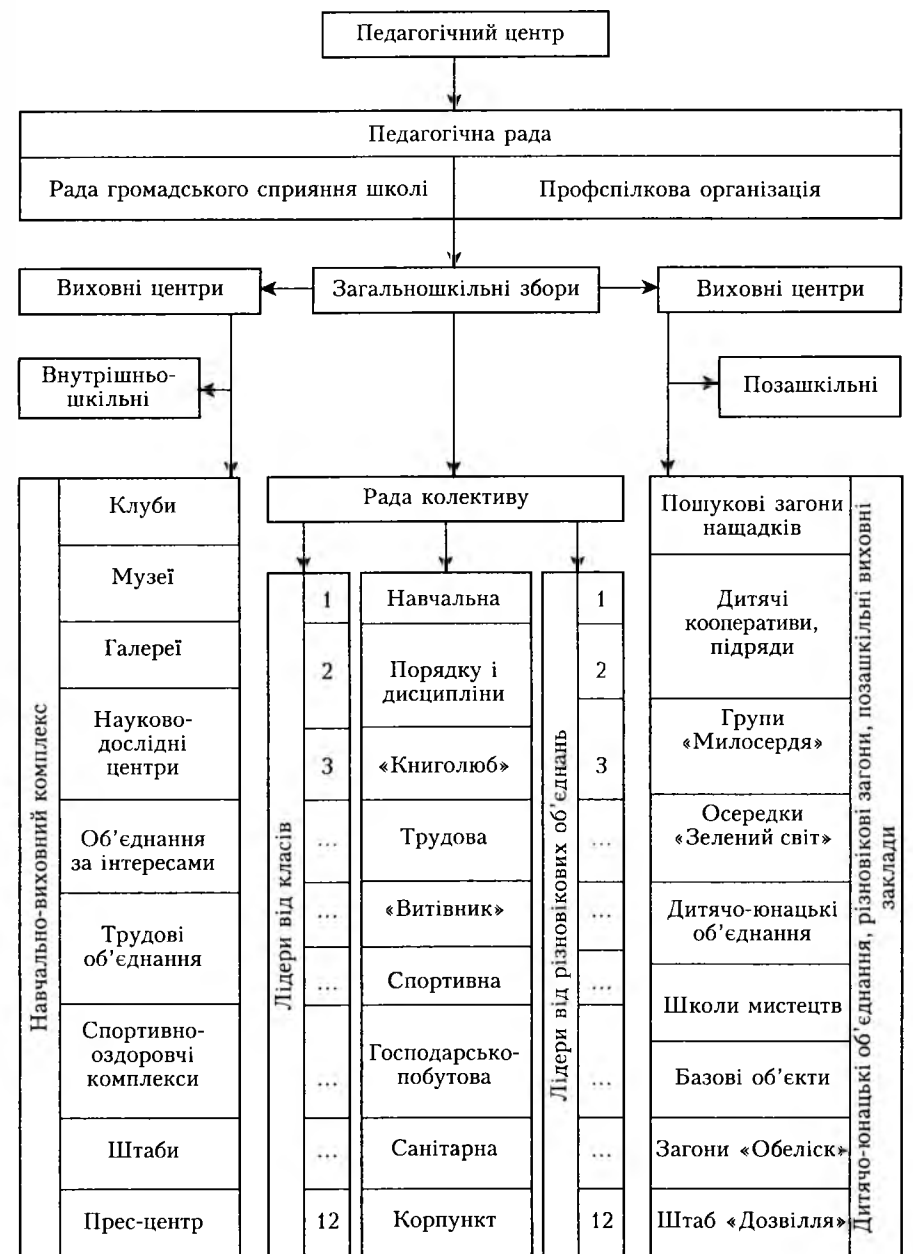 Педагогічний центр
Педагогічна рада
Рада громадського сприяння школі
Профспілкова організація
Виховні центри
Загальношкільні збори
Виховні центри
Внутрішньо-
шкільні
Позашкільні
Навчально-виховний комплекс
Клуби
Музеї
Галереї
Науково-
дослідні
центри
Об'єднання
за інтересами
Трудові
об'єднання
Спортивно-
оздоровчі
комплекси
Штаби
Прес-центр
Рада колективу
Лідери від класів
1
2
3
...
...
...
...
...
12
Навчальна
Порядку і
дисципліни
«Книголюб»
Трудова
«Витівник»
Спортивна
Господарсько-
побутова
Санітарна
Корпункт
Лідери від різновікових об'єднань
1
2
3
...
...
...
...
...
12
Пошукові загони
нащадків
Дитячі
кооперативи,
підряди
Групи
«Милосердя»
Осередки
«Зелений світ»
Дитячо-юнацькі
об'єднання
Школи мистецтв
Базові об'єкти
Загони «Обеліск»
Штаб «Дозвілля»
Дитячо-юнацькі об'єднання, різновікові загони, позашкільні виховні
заклади